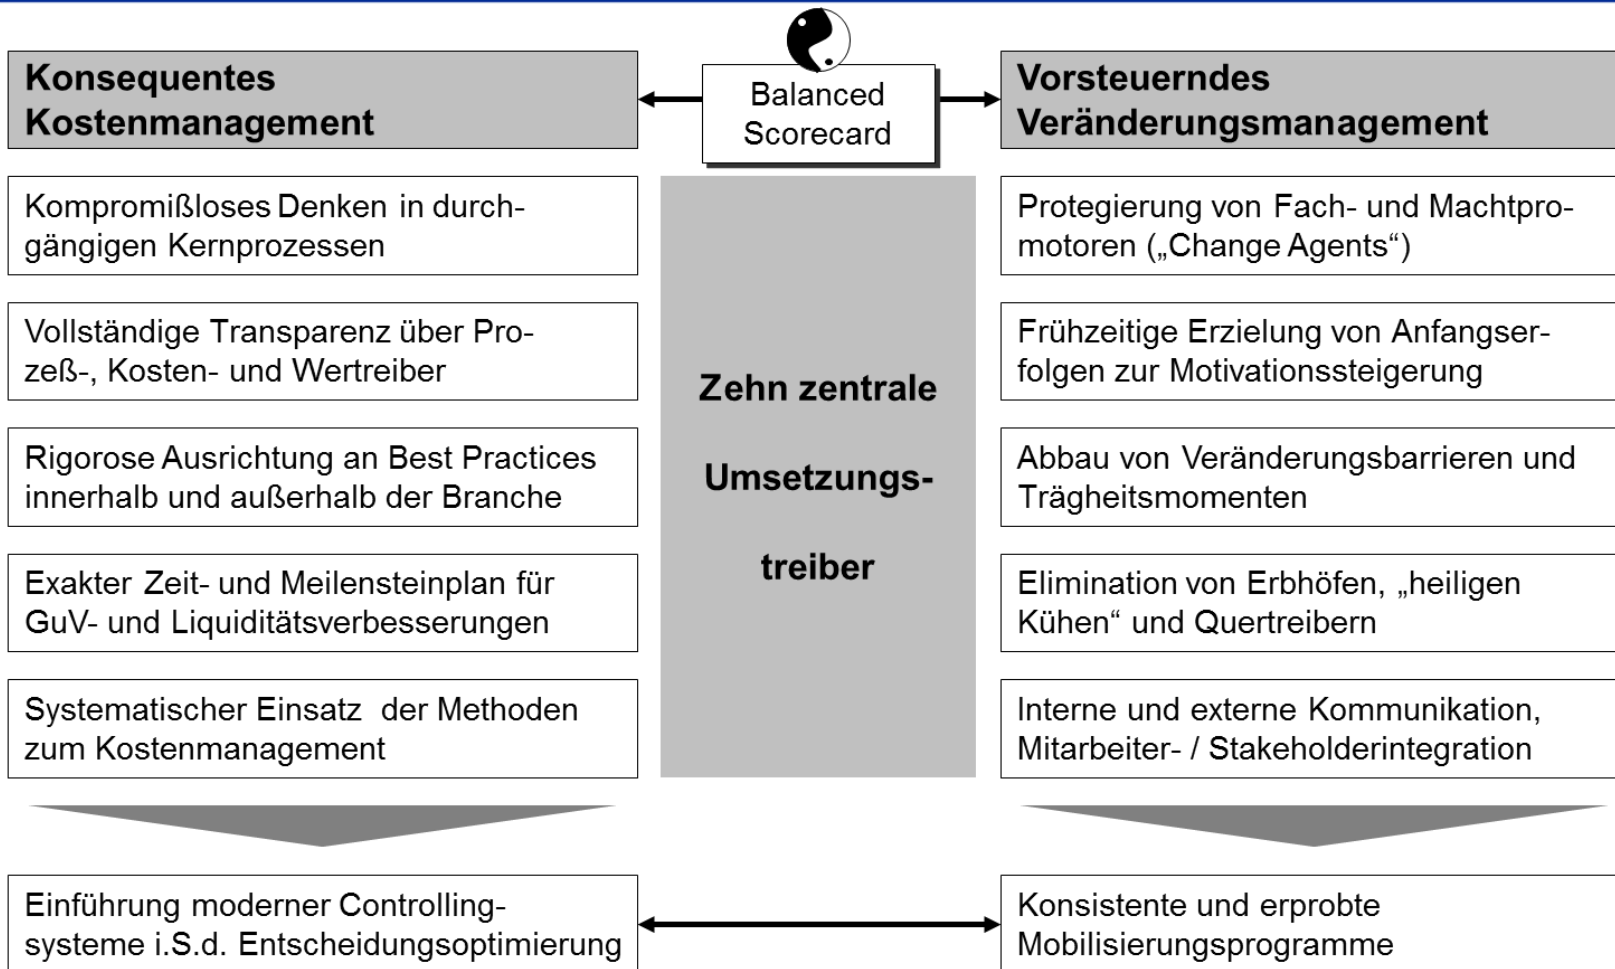 Konsequentes
Kostenmanagement
Balanced
Scorecard
Vorsteuerndes
Veränderungsmanagement
Kompromißloses Denken in durch-
gängigen Kernprozessen
Vollständige Transparenz über Pro-
zeß-, Kosten- und Wertreiber
Rigorose Ausrichtung an Best Practices
innerhalb und außerhalb der Branche
Exakter Zeit- und Meilensteinplan für
GuV- und Liquiditätsverbesserungen
Systematischer Einsatz  der Methoden
zum Kostenmanagement
Zehn zentrale
Umsetzungs-
treiber
Protegierung von Fach- und Machtpro-
motoren („Change Agents“)
Frühzeitige Erzielung von Anfangser-
folgen zur Motivationssteigerung
Abbau von Veränderungsbarrieren und
Trägheitsmomenten
Elimination von Erbhöfen, „heiligen
Kühen“ und Quertreibern
Interne und externe Kommunikation,
Mitarbeiter- / Stakeholderintegration
Einführung moderner Controlling-
systeme i.S.d. Entscheidungsoptimierung
Konsistente und erprobte
Mobilisierungsprogramme